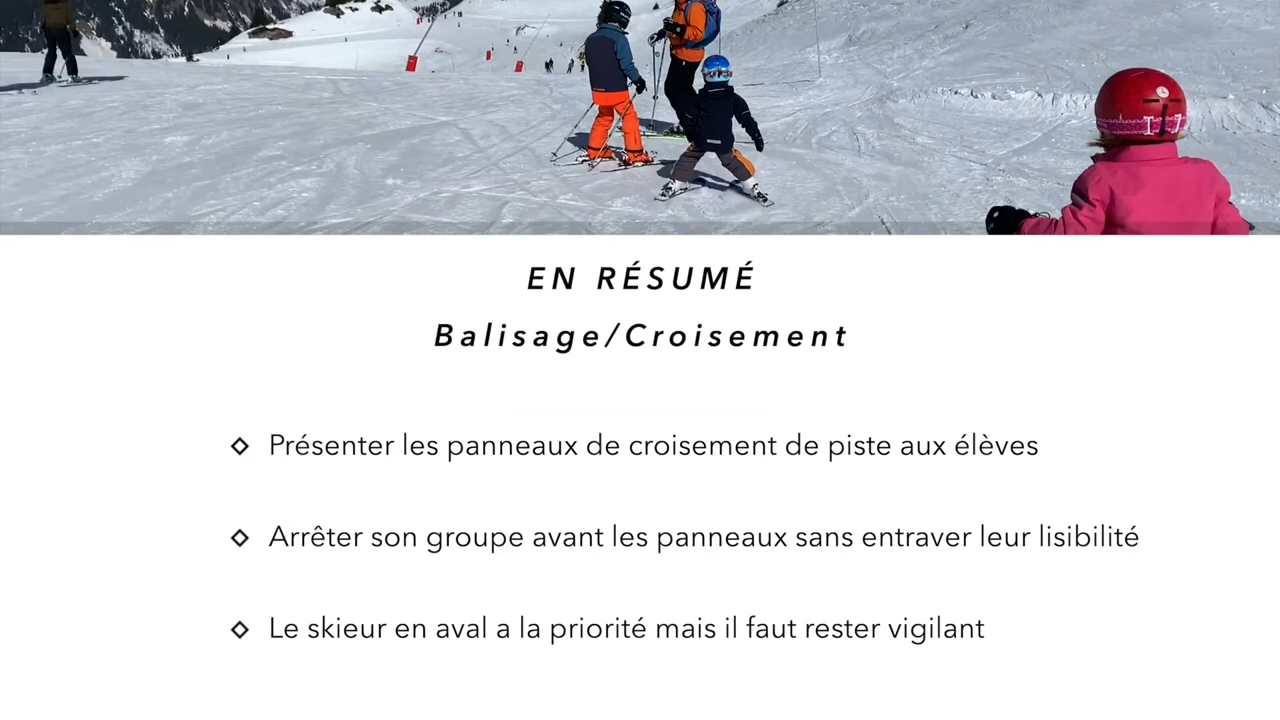 EN RÉSUMÉ
Balisage/Croisement
Présenter les panneaux de croisement de piste aux élèves
Arrêter son groupe avant les panneaux sans entraver leur lisibilité
Le skieur en aval a la priorité mais il faut rester vigilant